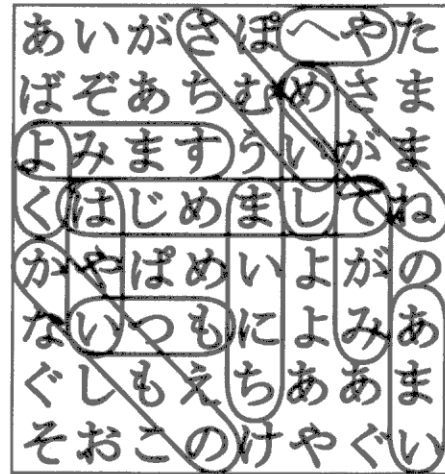 あいがさぽへやた
ばぞあちむめさま
よみますういがま
くはじめましてね
かやぱめいよがの
ないつもによみあ
ぐしもえちああま
そおこのけやぐい